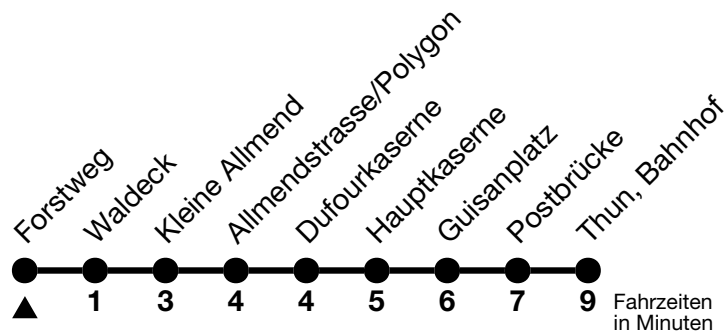 Forstweg
Waldeck
Kleine Allmend
Allmendstrasse/Polygon
Dufourkaserne
Hauptkaserne
Guisanplatz
Postbrücke
Thun, Bahnhof
1 3 4 4 5 6 7 9 Fahrzeiten
in Minuten